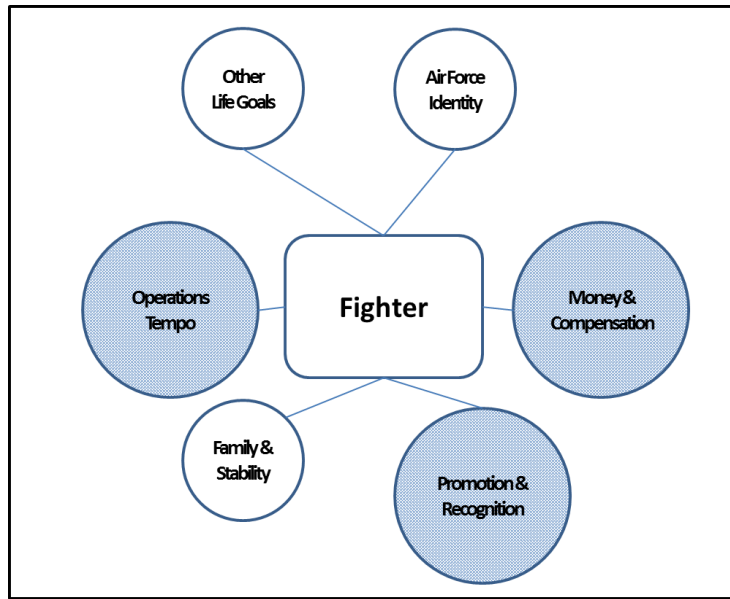 Other
Life Goals
Air Force
Identity
Operations
Tempo
Fighter
Money &
Compensation
Family &
Stability
Promotion &
Recognition